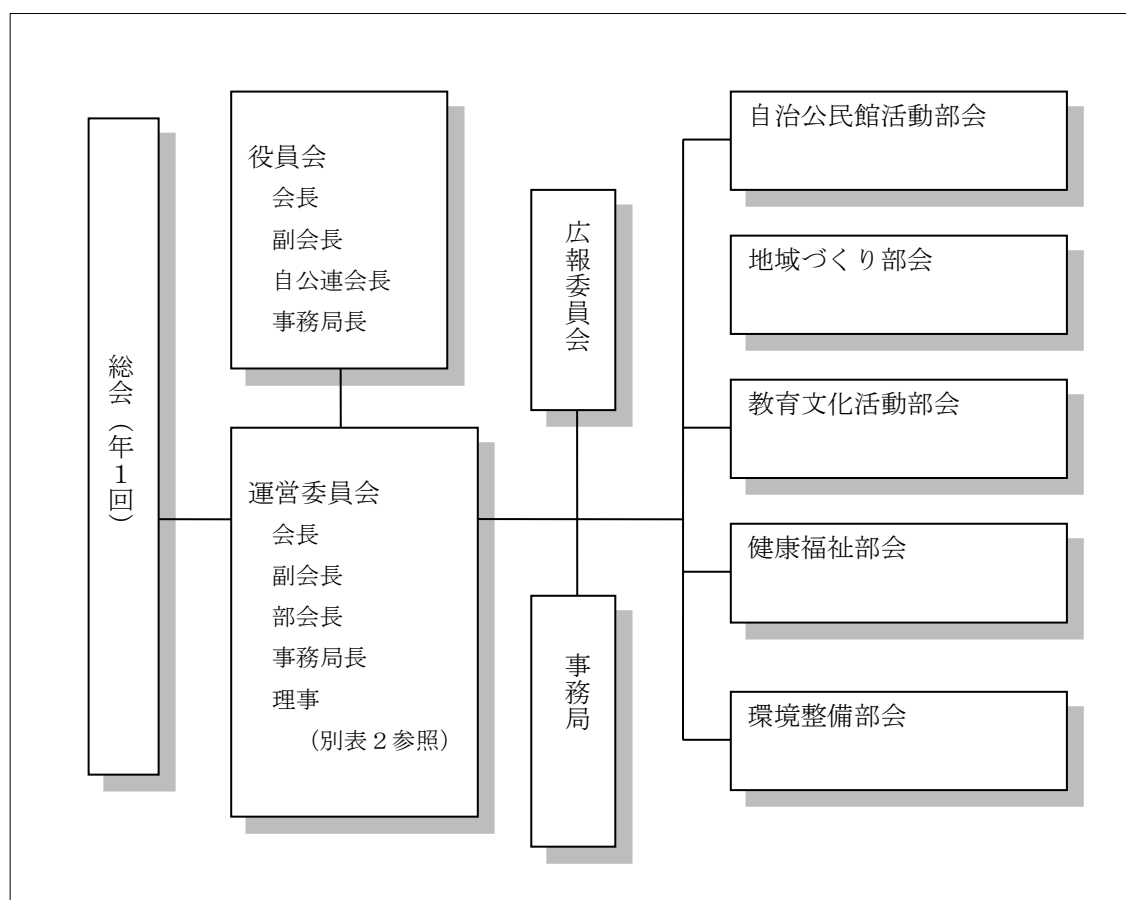 総会（年１回）
役員会
会長
副会長
自公連会長
事務局長
運営委員会
会長
副会長
部会長
事務局長
理事
（別表２参照）
広報委員会
事務局
自治公民館活動部会
地域づくり部会
教育文化活動部会
健康福祉部会
環境整備部会